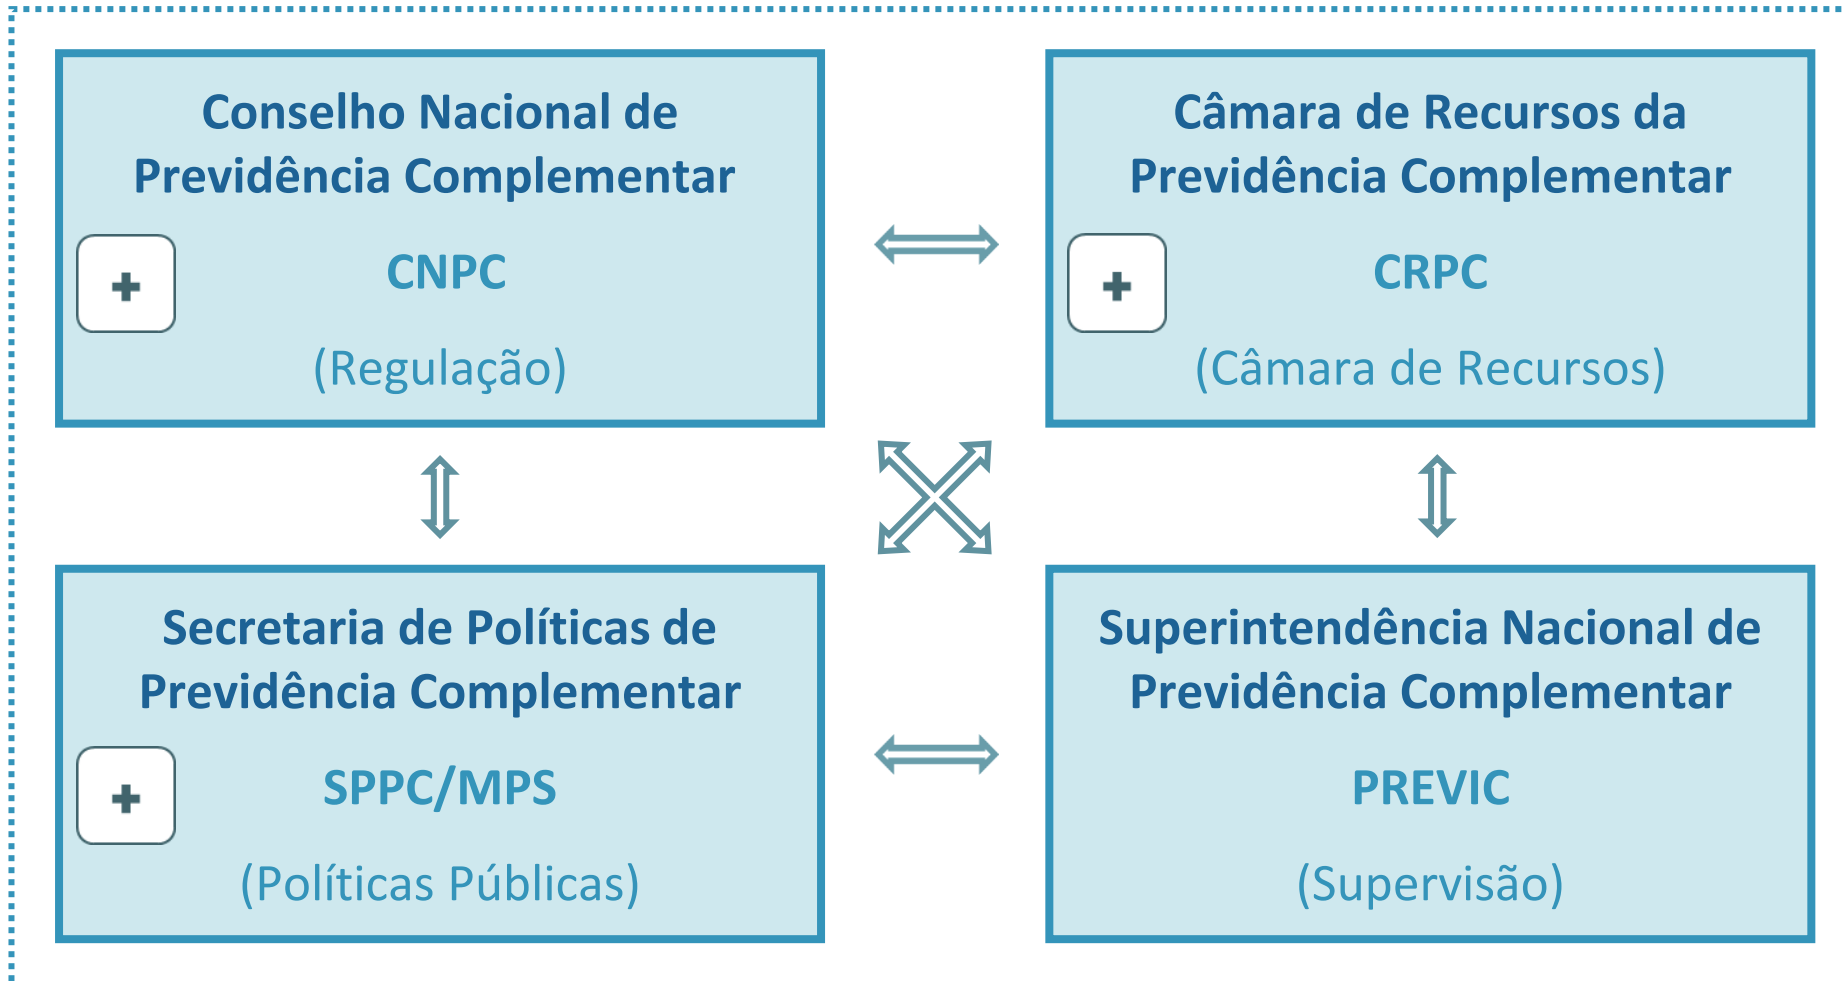 Conselho Nacional de
Previdência Complementar
CNPC
(Regulação)
Câmara de Recursos da
Previdência Complementar
CRPC
(Câmara de Recursos)
Secretaria de Políticas de
Previdência Complementar
SPPC/MPS
(Políticas Públicas)
Superintendência Nacional de
Previdência Complementar
PREVIC
(Supervisão)